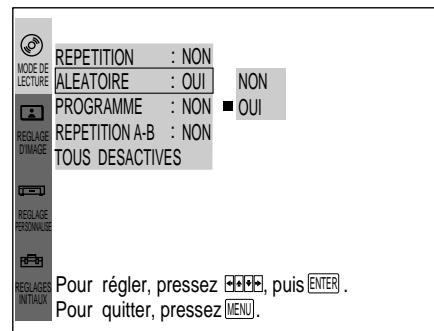 MODE DE
LECTURE
REGLAGE
D'IMAGE
REGLAGE
PERSONNALISE
REGLAGES
INITIAUX
REPETITION : NON
ALEATOIRE : OUI
PROGRAMME : NON
REPETITION A-B : NON
TOUS DESACTIVES
NON
OUI
Pour régler, pressez , puis ENTER .
Pour quitter, pressez MENU .